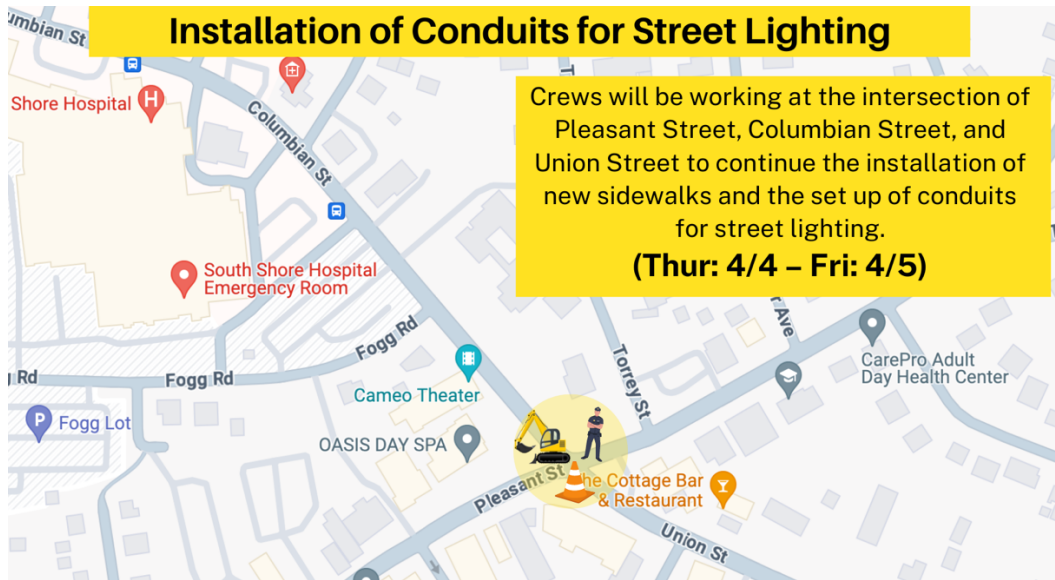 Installation of Conduits for Street Lighting
umbian St
Crews will be working at the intersection of
Pleasant Street, Columbian Street, and
Union Street to continue the installation of
new sidewalks and the set up of conduits
for street lighting.
(Thur: 4/4 – Fri: 4/5)
Shore Hospital
H
Columbian St
South Shore Hospital
Emergency Room
Fogg Rd
Rd
Fogg Rd
Cameo Theater
Torrey St
Ave
CarePro Adult
Day Health Center
P
Fogg Lot
OASIS DAY SPA
Pleasant St
he Cottage Bar
& Restaurant
Union St